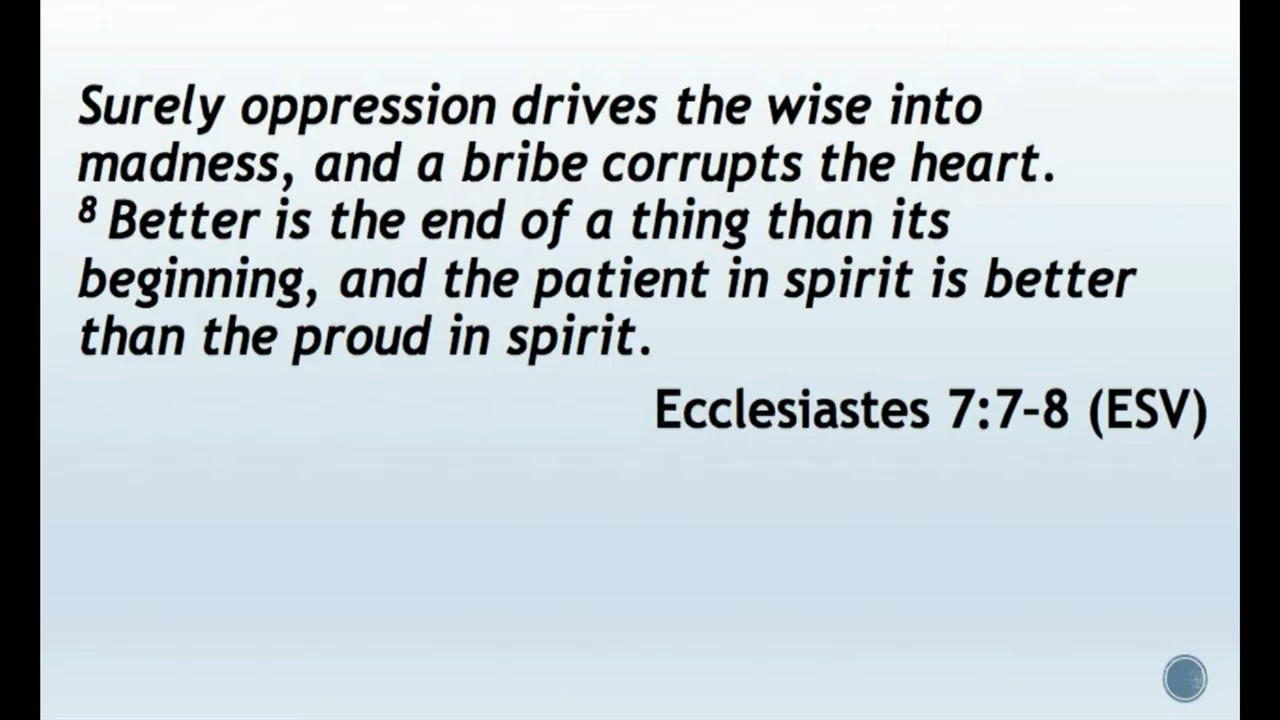 Surely oppression drives the wise into
madness, and a bribe corrupts the heart.
⁸ Better is the end of a thing than its
beginning, and the patient in spirit is better
than the proud in spirit.
Ecclesiastes 7:7–8 (ESV)